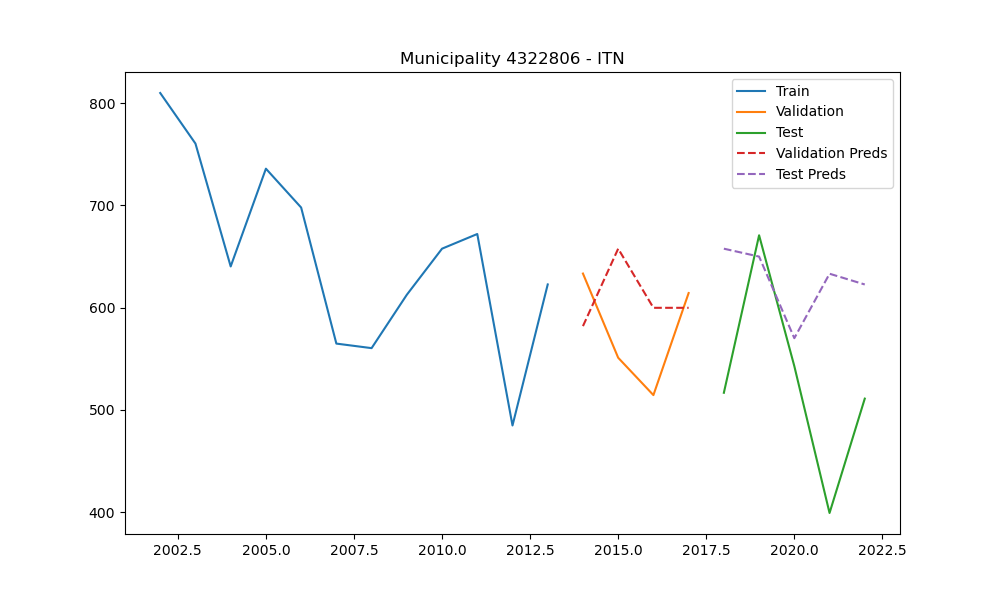 Municipality 4322806 - ITN
Train
Validation
Test
Validation Preds
Test Preds
800
700
600
500
400
2002.5 2005.0 2007.5 2010.0 2012.5 2015.0 2017.5 2020.0 2022.5